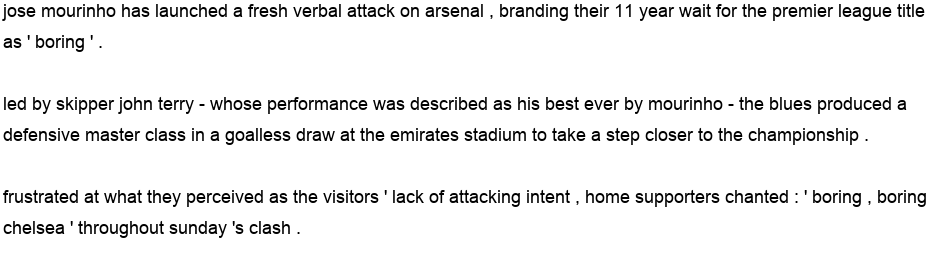 jose mourinho has launched a fresh verbal attack on arsenal , branding their 11 year wait for the premier league title
as ' boring ' .
led by skipper john terry - whose performance was described as his best ever by mourinho - the blues produced a
defensive master class in a goalless draw at the emirates stadium to take a step closer to the championship .
frustrated at what they perceived as the visitors ' lack of attacking intent , home supporters chanted : ' boring , boring
chelsea ' throughout sunday 's clash .